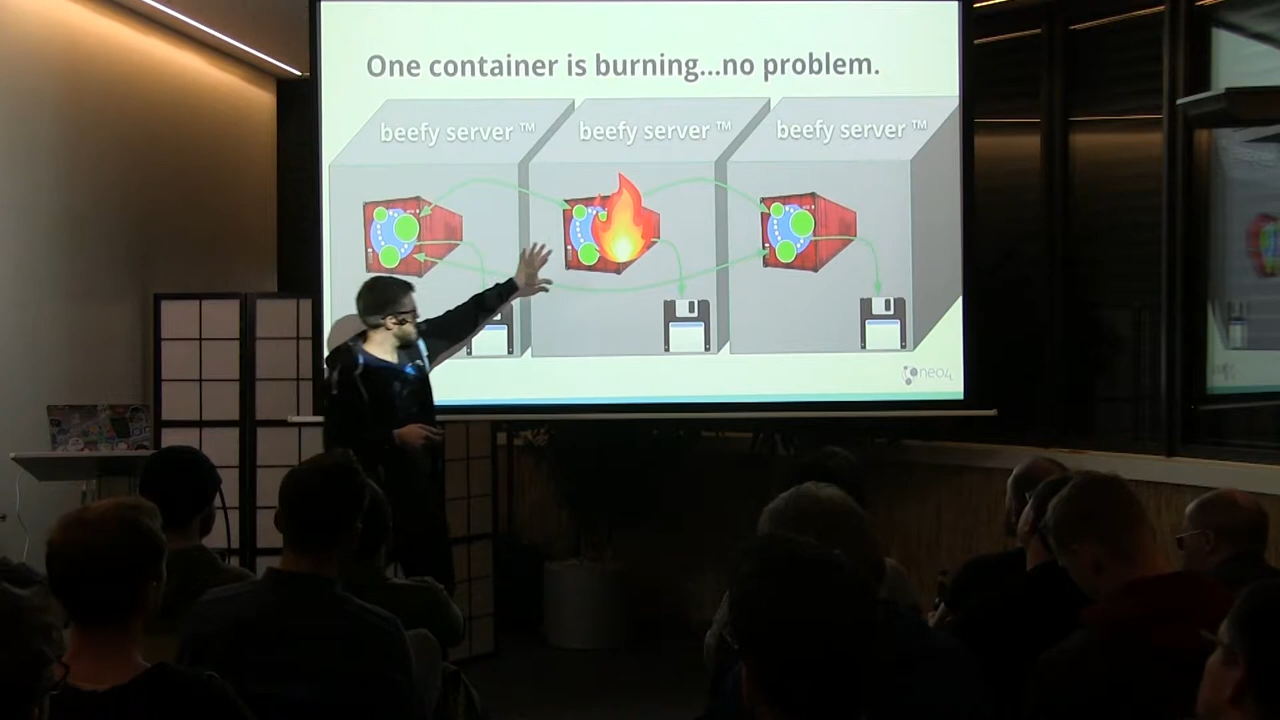 One container is burning...no problem.
beefy server ™
beefy server ™
beefy server ™
neo4